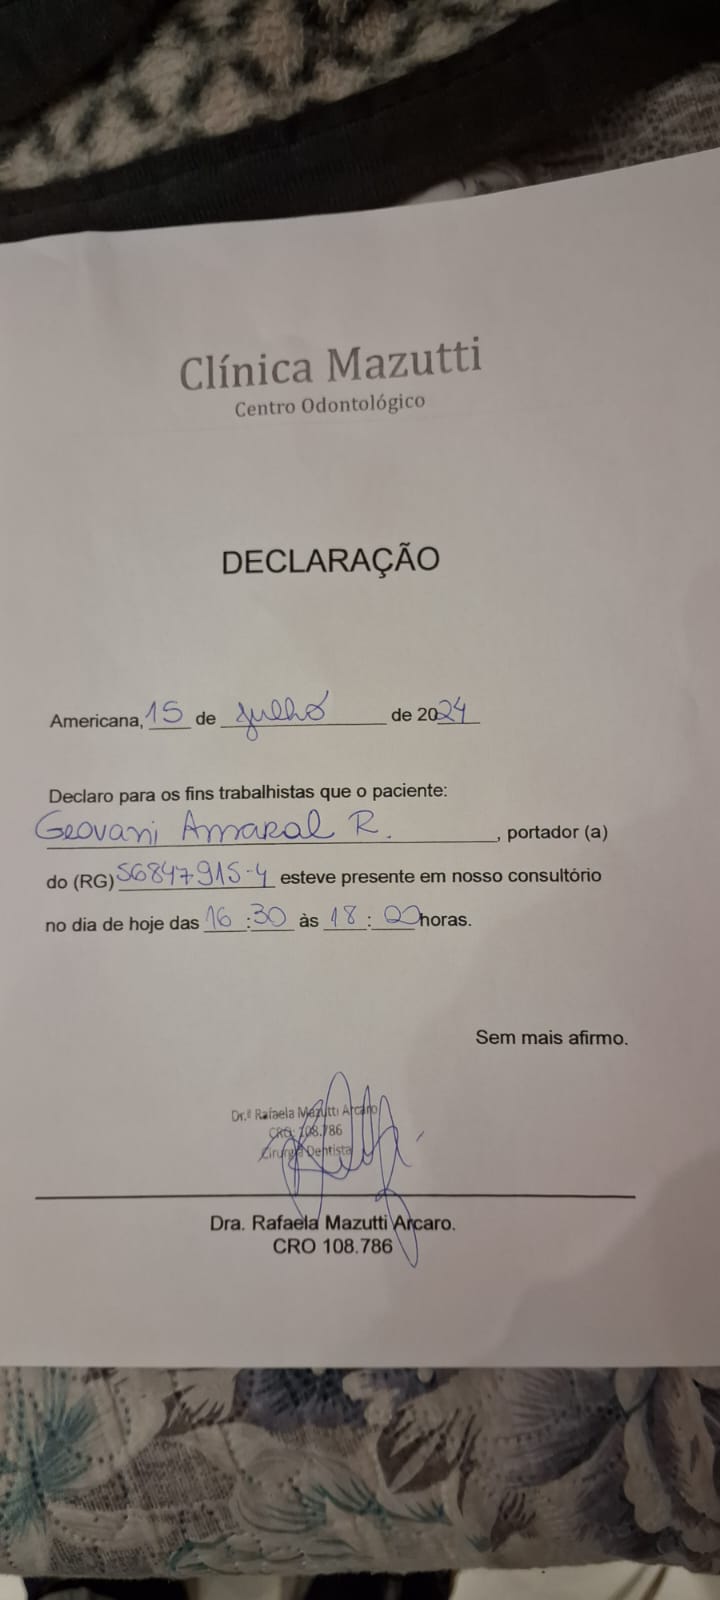 Clínica Mazutti
Centro Odontológico
DECLARAÇÃO
Americana, 15 de julho de 2024
Declaro para os fins trabalhistas que o paciente:
Geovani Amaral R. , portador (a)
do (RG) 56847915-4 esteve presente em nosso consultório
no dia de hoje das 16:30 às 18:00 horas.
Sem mais afirmo.
Dr.ª Rafaela Mazutti Arcaro
CRO 108.786
Cirurgiã Dentista
Dra. Rafaela Mazutti Arcaro.
CRO 108.786